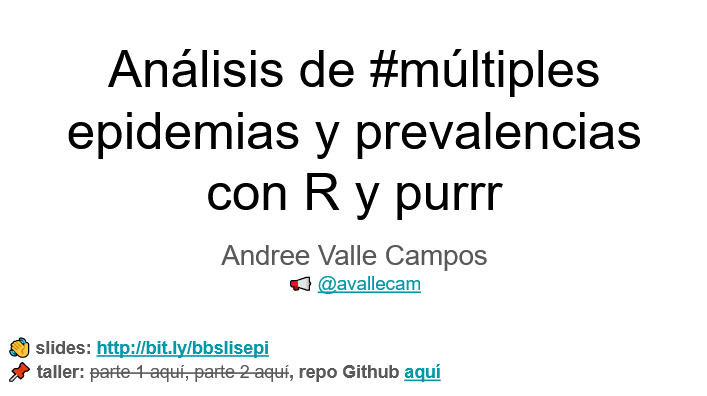 Análisis de #múltiples
epidemias y prevalencias
con R y purrr
Andree Valle Campos
@avallecam
slides: http://bit.ly/bbslisepi
taller: parte 1 aquí, parte 2 aquí, repo Github aquí